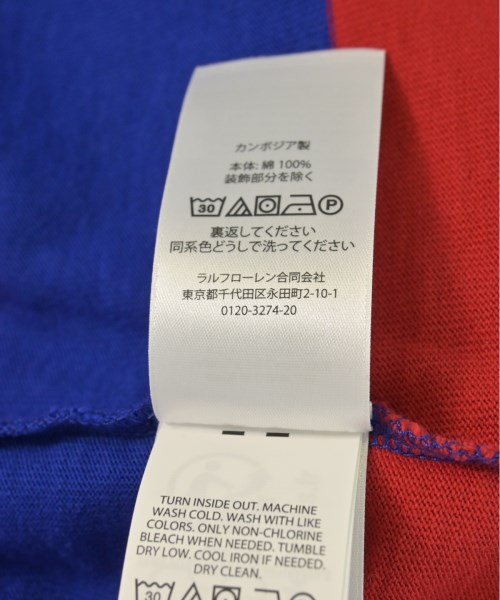 カンボジア製
本体: 綿 100%
装飾部分を除く
30 P
裏返してください
同系色どうしで洗ってください
ラルフローレン合同会社
東京都千代田区永田町2-10-1
0120-3274-20
TURN INSIDE OUT. MACHINE
WASH COLD. WASH WITH LIKE
COLORS. ONLY NON-CHLORINE
BLEACH WHEN NEEDED. TUMBLE
DRY LOW. COOL IRON IF NEEDED.
DRY CLEAN.
30